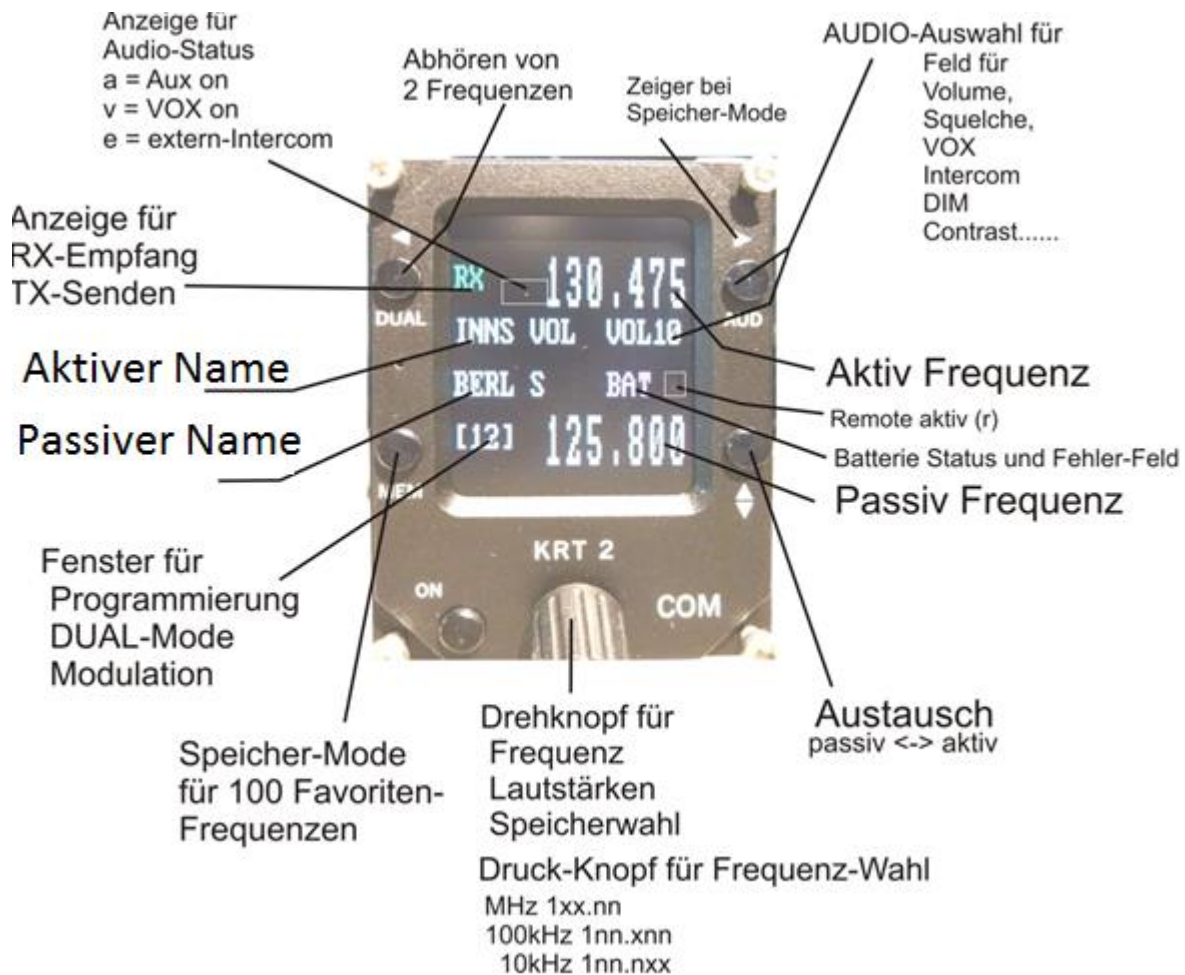 Anzeige für
Audio-Status
a = Aux on
v = VOX on
e = extern-Intercom
Abhören von
2 Frequenzen
Zeiger bei
Speicher-Mode
AUDIO-Auswahl für
Feld für
Volume,
Squelche,
VOX
Intercom
DIM
Contrast......
Anzeige für
RX-Empfang
TX-Senden
Aktiver Name
Passiver Name
RX 130.475
DUAL
AUD
INNS VOL VOL10
BERL S BAT
[12] 125.800
MEM
KRT 2
ON
COM
Aktiv Frequenz
Remote aktiv (r)
Batterie Status und Fehler-Feld
Passiv Frequenz
Fenster für
Programmierung
DUAL-Mode
Modulation
Speicher-Mode
für 100 Favoriten-
Frequenzen
Drehknopf für
Frequenz
Lautstärken
Speicherwahl
Druck-Knopf für Frequenz-Wahl
MHz 1xx.nn
100kHz 1nn.xnn
10kHz 1nn.nxx
Austausch
passiv <-> aktiv